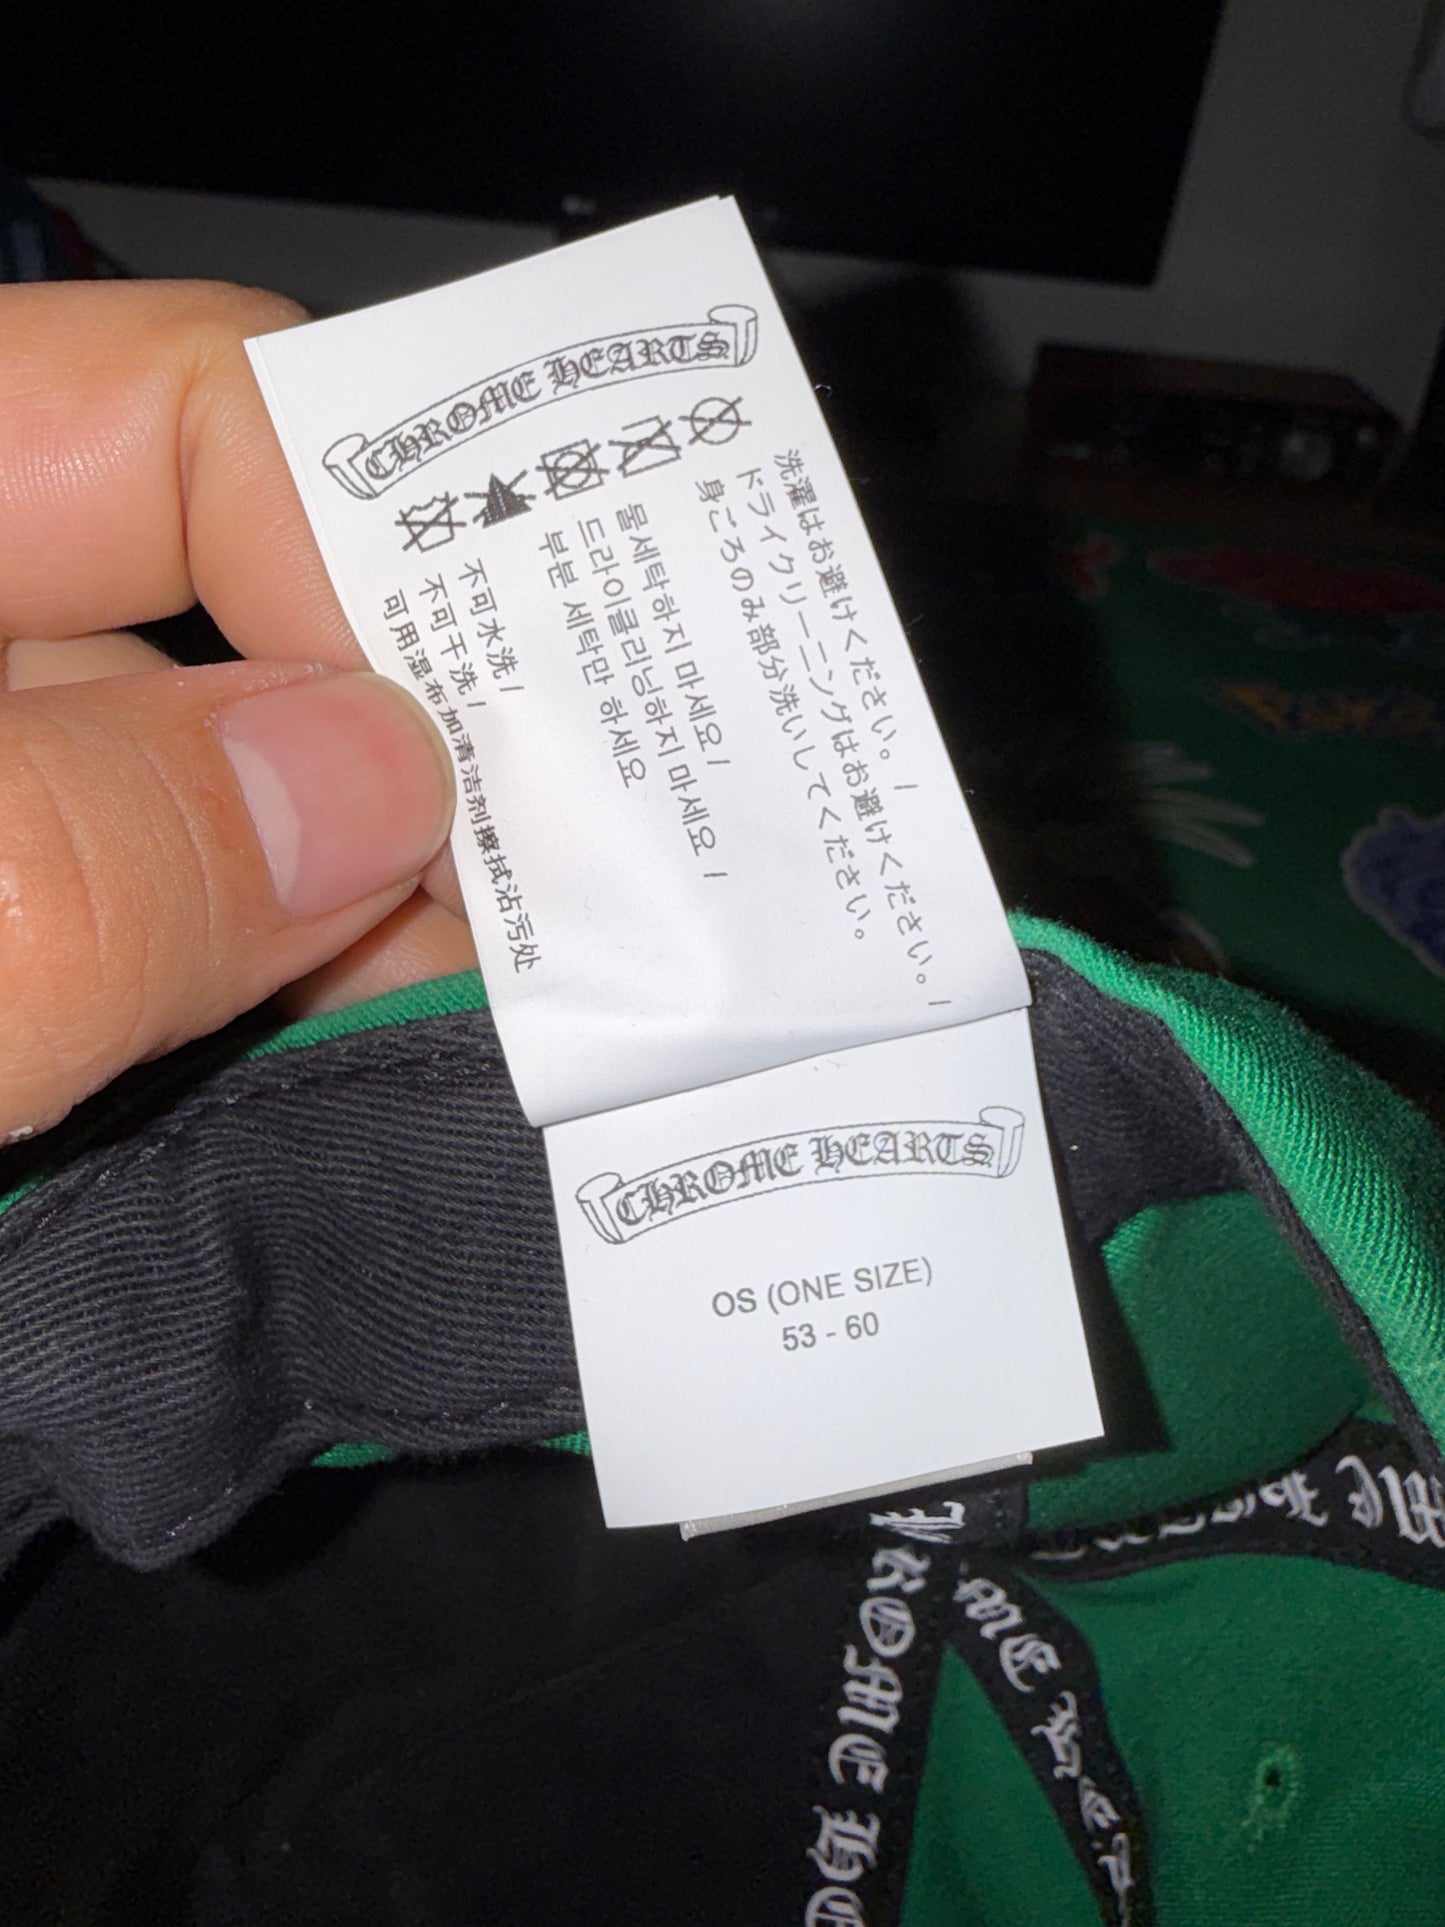 CHROME HEARTS
洗濯はお避けください。/
ドライクリーニングはお避けください。/
身ごろのみ部分洗いしてください。
물세탁하지 마세요 /
드라이클리닝하지 마세요 /
부분 세탁만 하세요
不可水洗 /
不可干洗 /
可用湿布加清洁剂擦拭沾污处
CHROME HEARTS
OS (ONE SIZE)
53 - 60